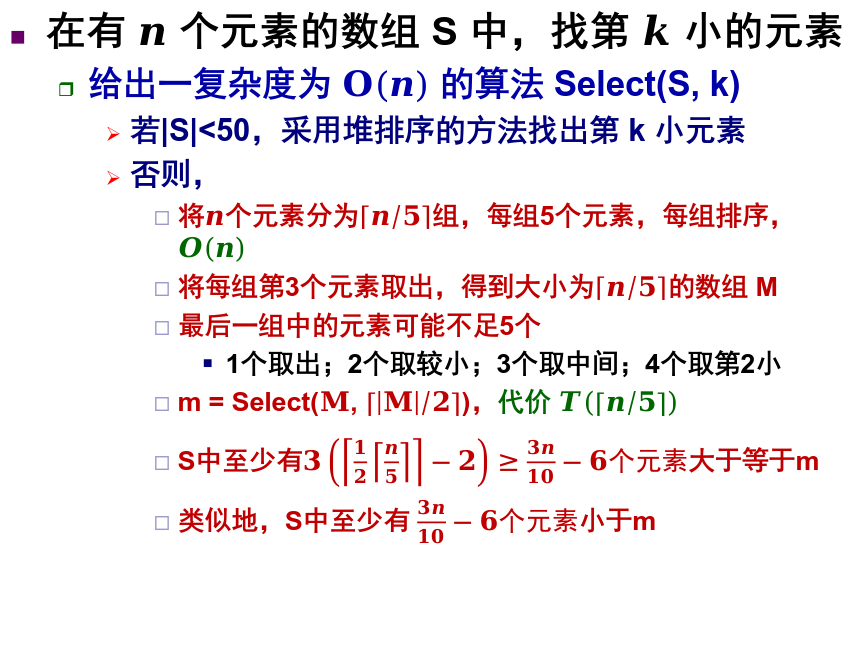 在有 𝒏 个元素的数组 S 中，找第 𝒌 小的元素
给出一复杂度为 𝐎(𝒏) 的算法 Select(S, k)
若|S|<50，采用堆排序的方法找出第 k 小元素
否则，
将𝒏个元素分为⌈𝒏/𝟓⌉组，每组5个元素，每组排序，
𝑶(𝒏)
将每组第3个元素取出，得到大小为⌈𝒏/𝟓⌉的数组 M
最后一组中的元素可能不足5个
1个取出；2个取较小；3个取中间；4个取第2小
m = Select(𝐌, ⌈|𝐌|/𝟐⌉)，代价 𝑻(⌈𝒏/𝟓⌉)
S中至少有𝟑(⌈𝟏/𝟐⌈𝒏/𝟓⌉⌉ − 𝟐) ≥ 𝟑𝒏/𝟏𝟎 − 𝟔个元素大于等于m
类似地，S中至少有 𝟑𝒏/𝟏𝟎 − 𝟔个元素小于m